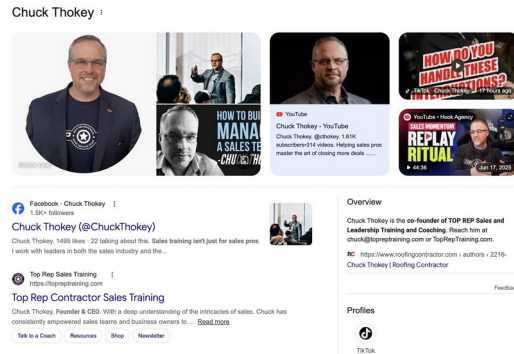 Chuck Thokey
HOW TO BUI
MANA
A SALES TE
-CHU
YouTube
Chuck Thokey - YouTube
Chuck Thokey. @cthokey. 1.61K
subscribers•314 videos. Helping sales pros
master the art of closing more deals ......
HOW DO YOU
HANDLE THESE
TikTok · Chuck Thokey
17 hours ago
YouTube • Hook Agency
SALES MOMENTUM
REPLAY
RITUAL
44:36
Jun 17, 2025
Facebook · Chuck Thokey
1.5K+ followers
Chuck Thokey (@ChuckThokey)
Chuck Thokey. 1495 likes · 22 talking about this. Sales training isn't just for sales pros.
I work with leaders in both the sales industry and the...
Top Rep Sales Training
https://topreptraining.com
Top Rep Contractor Sales Training
Chuck Thokey. Founder & CEO. With a deep understanding of the intricacies of sales, Chuck has
consistently empowered sales teams and business owners to ... Read more
Talk to a Coach
Resources
Shop
Newsletter
Overview
Chuck Thokey is the co-founder of TOP REP Sales and
Leadership Training and Coaching. Reach him at
chuck@topreptraining.com or TopRepTraining.com.
https://www.roofingcontractor.com › authors › 2216-
Chuck Thokey | Roofing Contractor
Feedba
Profiles
TikTok